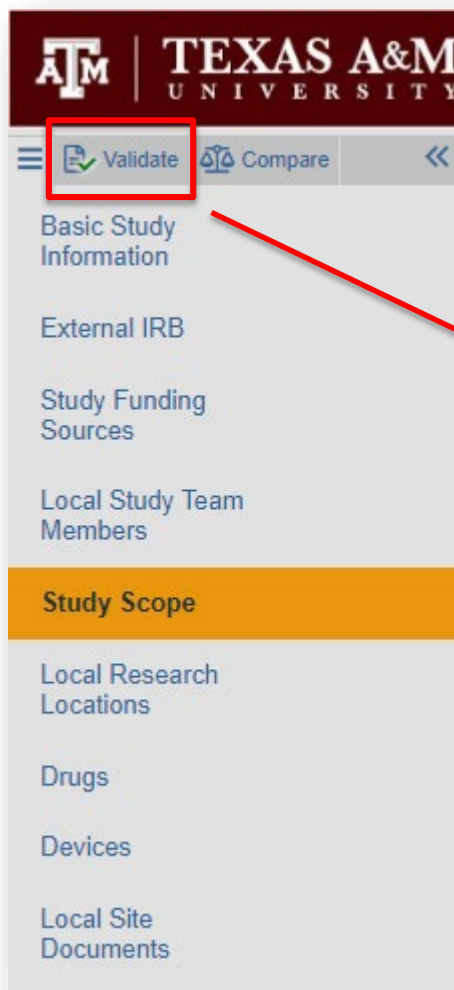 ATM TEXAS A&M
UNIVERSITY
Validate Compare
Basic Study
Information
External IRB
Study Funding
Sources
Local Study Team
Members
Study Scope
Local Research
Locations
Drugs
Devices
Local Site
Documents